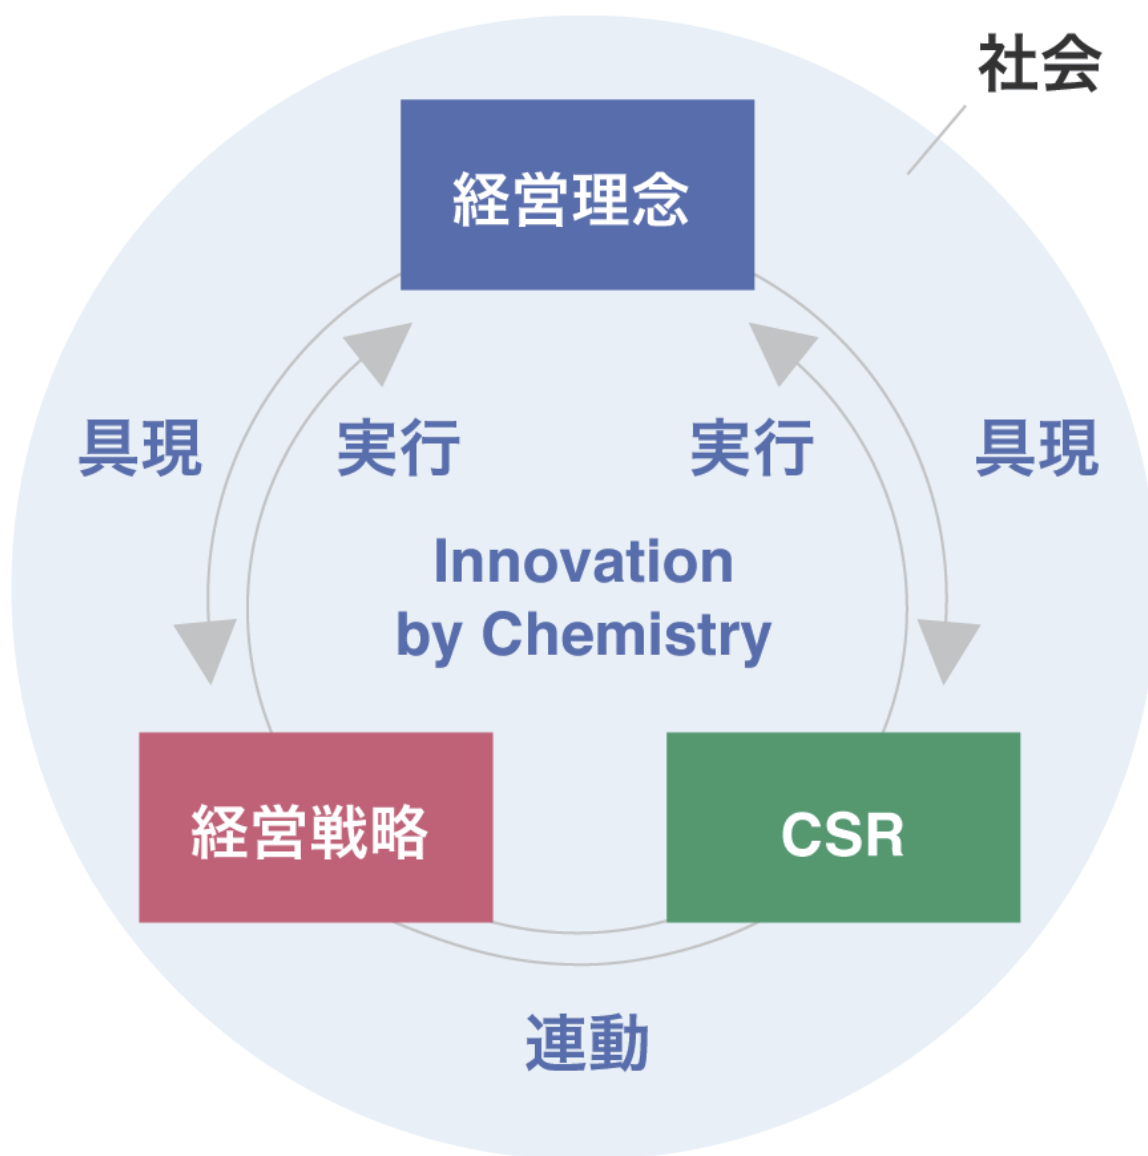 社会
経営理念
具現
実行
実行
具現
Innovation
by Chemistry
経営戦略
CSR
連動